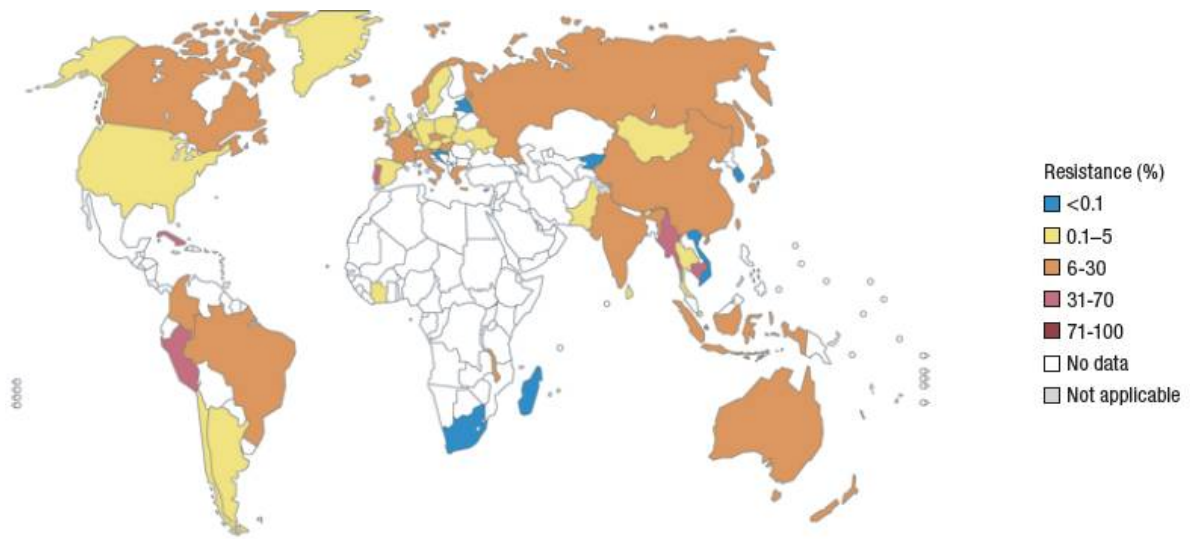 Resistance (%)
<0.1
0.1–5
6-30
31-70
71-100
No data
Not applicable